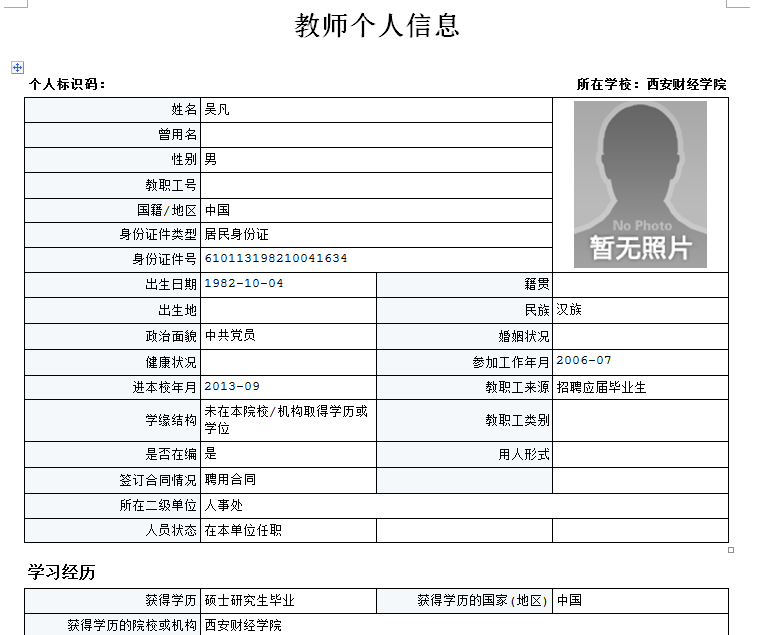 教师个人信息
个人标识码： 所在学校：西安财经学院
姓名 吴凡
曾用名
性别 男
教职工号
国籍/地区 中国
身份证件类型 居民身份证
身份证件号 610113198210041634
No Photo
暂无照片
出生日期 1982-10-04 籍贯
出生地 民族 汉族
政治面貌 中共党员 婚姻状况
健康状况 参加工作年月 2006-07
进本校年月 2013-09 教职工来源 招聘应届毕业生
学缘结构 未在本院校/机构取得学历或
学位 教职工类别
是否在编 是 用人形式
签订合同情况 聘用合同
所在二级单位 人事处
人员状态 在本单位任职
学习经历
获得学历 硕士研究生毕业 获得学历的国家(地区) 中国
获得学历的院校或机构 西安财经学院